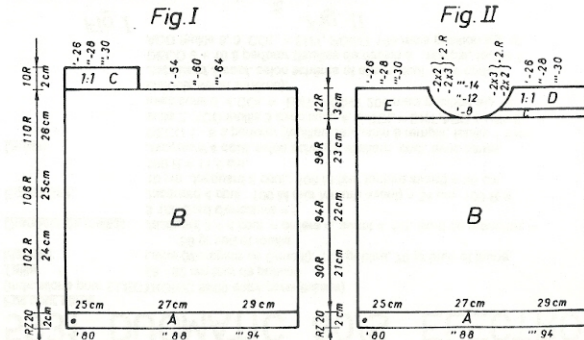 Fig. I
Fig. II
'-26
"-28
'''-30
1:1 C
'-54
"-60
'''-64
10R
2cm
110R
26cm
106R
25cm
102R
24cm
RZ20
2cm
B
25cm 27cm 29cm
A
'80 "88 '''94
'-26
"-28
'''-30
-2x2)
-2x3)
·2.R
'''-14
"-12
'-8
-2x3)
-2x2)
·2.R
'-26
"-28
'''-30
E
1:1 D
C
12R
3cm
98R
23cm
94R
22cm
90R
21cm
RZ20
2cm
B
25cm 27cm 29cm
A
'80 "88 '''94